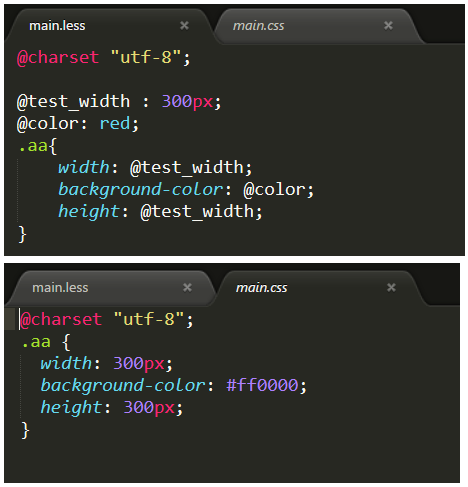 main.less × main.css ×
@charset "utf-8";
@test_width : 300px;
@color: red;
.aa{
width: @test_width;
background-color: @color;
height: @test_width;
}
main.less × main.css ×
@charset "utf-8";
.aa {
width: 300px;
background-color: #ff0000;
height: 300px;
}